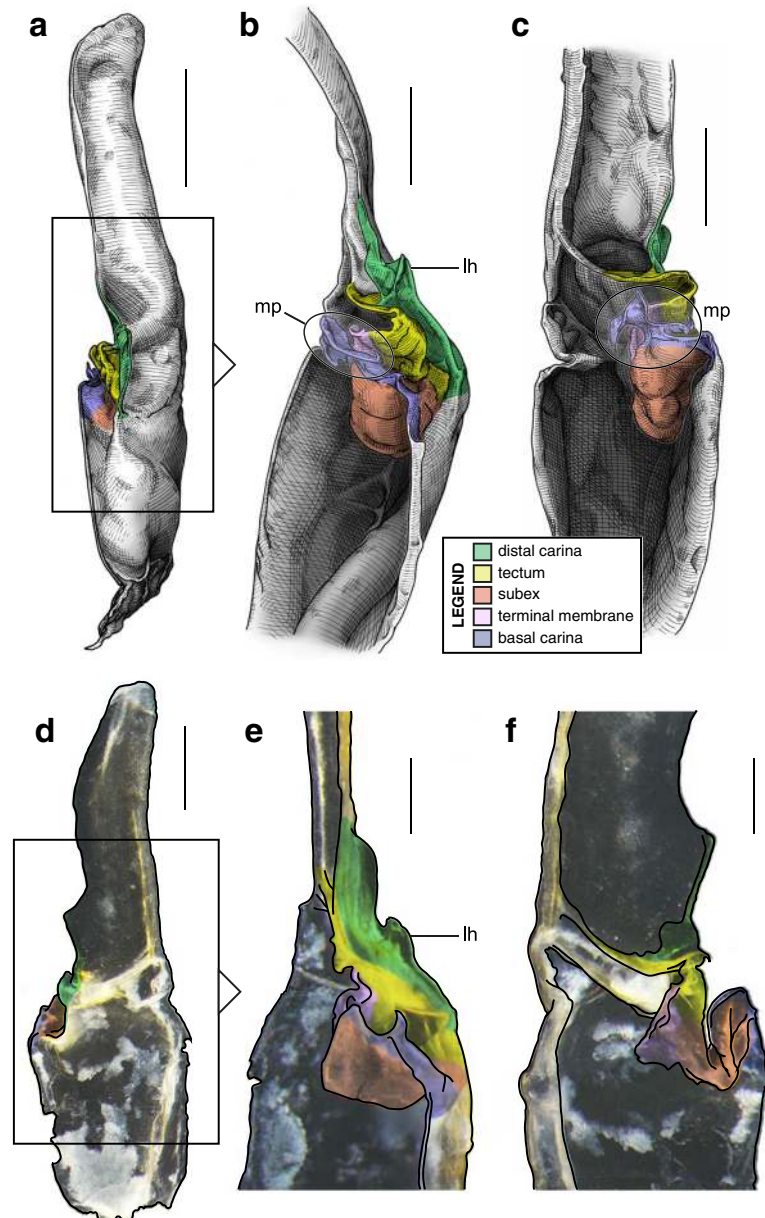 a
b
c
lh
mp
mp
LEGEND
distal carina
tectum
subex
terminal membrane
basal carina
d
e
f
lh